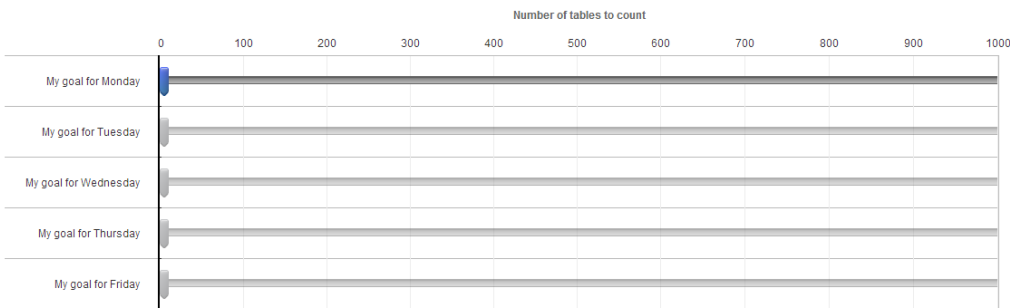 Number of tables to count
0 100 200 300 400 500 600 700 800 900 1000
My goal for Monday
My goal for Tuesday
My goal for Wednesday
My goal for Thursday
My goal for Friday